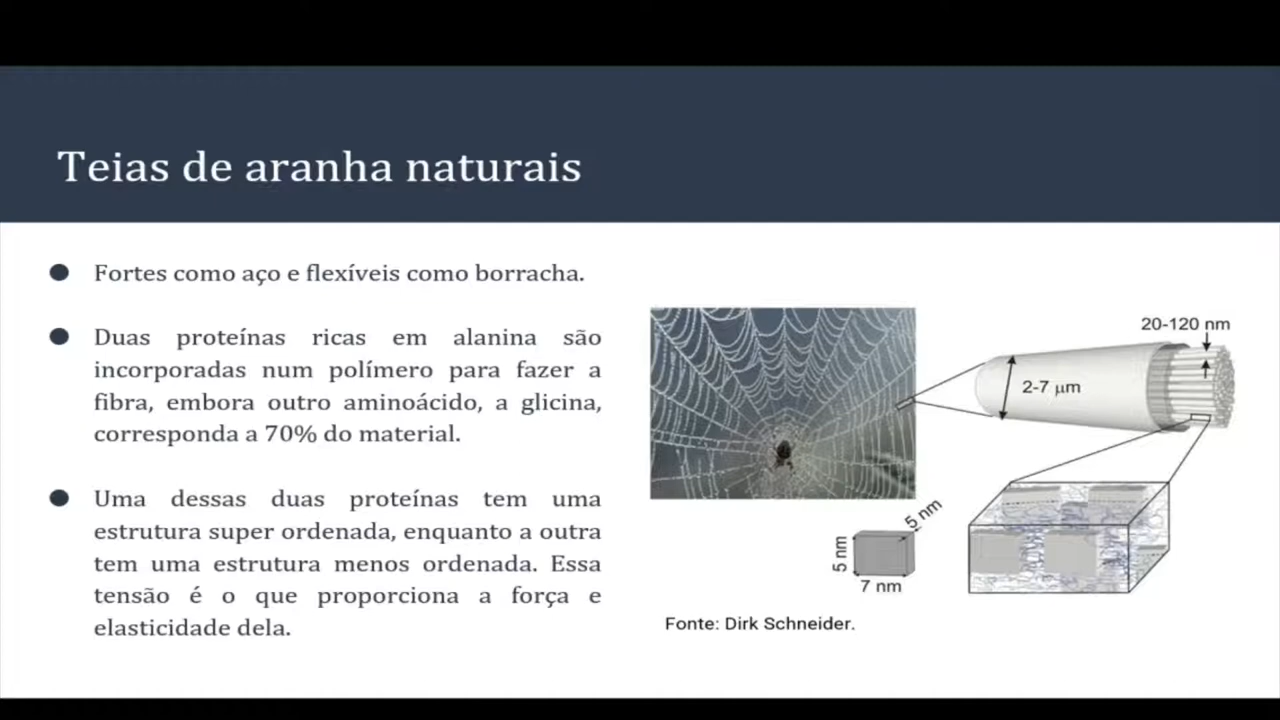 Teias de aranha naturais
Fortes como aço e flexíveis como borracha.
Duas proteínas ricas em alanina são
incorporadas num polímero para fazer a
fibra, embora outro aminoácido, a glicina,
corresponda a 70% do material.
Uma dessas duas proteínas tem uma
estrutura super ordenada, enquanto a outra
tem uma estrutura menos ordenada. Essa
tensão é o que proporciona a força e
elasticidade dela.
20-120 nm
2-7 μm
5 nm
5 nm
7 nm
Fonte: Dirk Schneider.